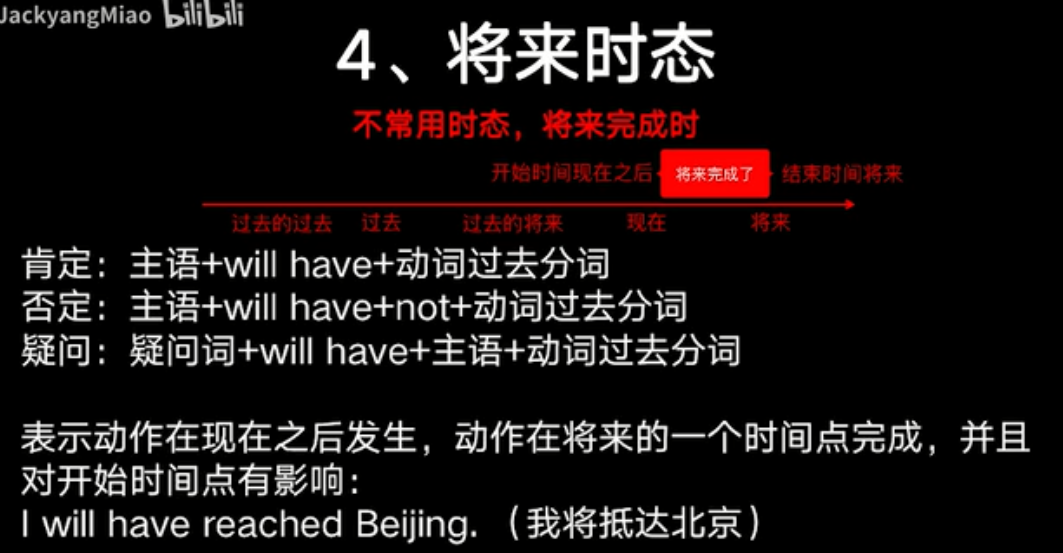 JackyangMiao bilibili
4、将来时态
不常用时态，将来完成时
开始时间现在之后 将来完成了 结束时间将来
过去的过去 过去 过去的将来 现在 将来
肯定：主语+will have+动词过去分词
否定：主语+will have+not+动词过去分词
疑问：疑问词+will have+主语+动词过去分词
表示动作在现在之后发生，动作在将来的一个时间点完成，并且
对开始时间点有影响：
I will have reached Beijing.（我将抵达北京）